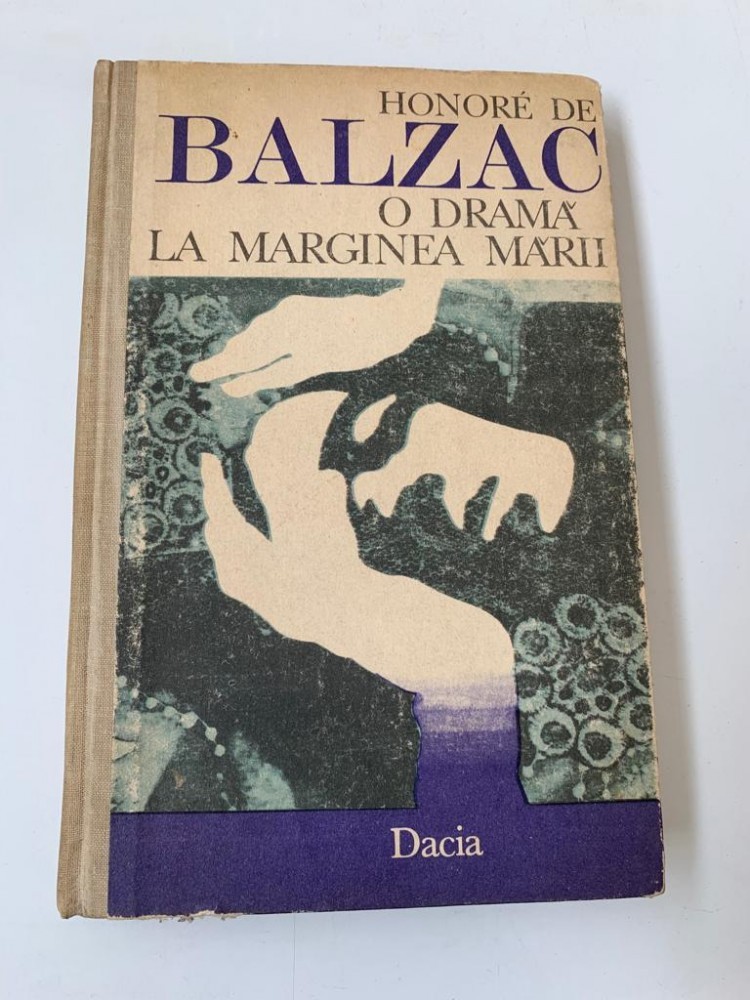 HONORÉ DE
BALZAC
O DRAMĂ
LA MARGINEA MĂRII
Dacia